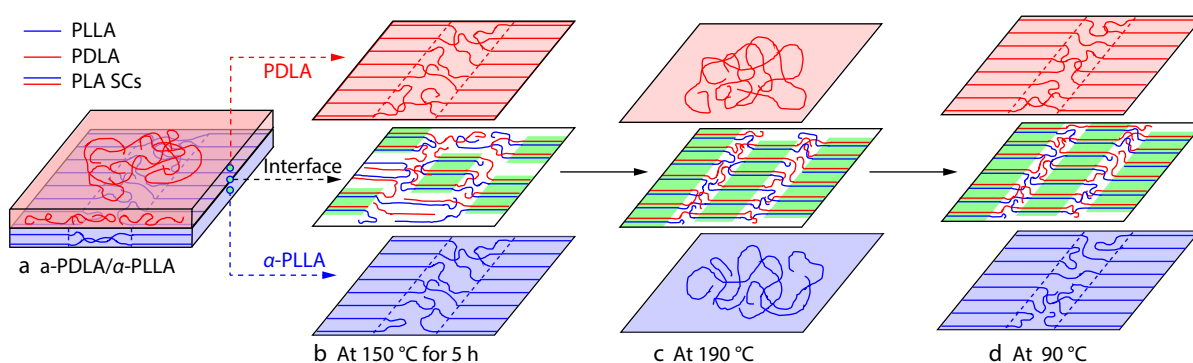 PLLA
PDLA
PLA SCs
PDLA
Interface
α-PLLA
a a-PDLA/α-PLLA
b At 150 °C for 5 h
c At 190 °C
d At 90 °C